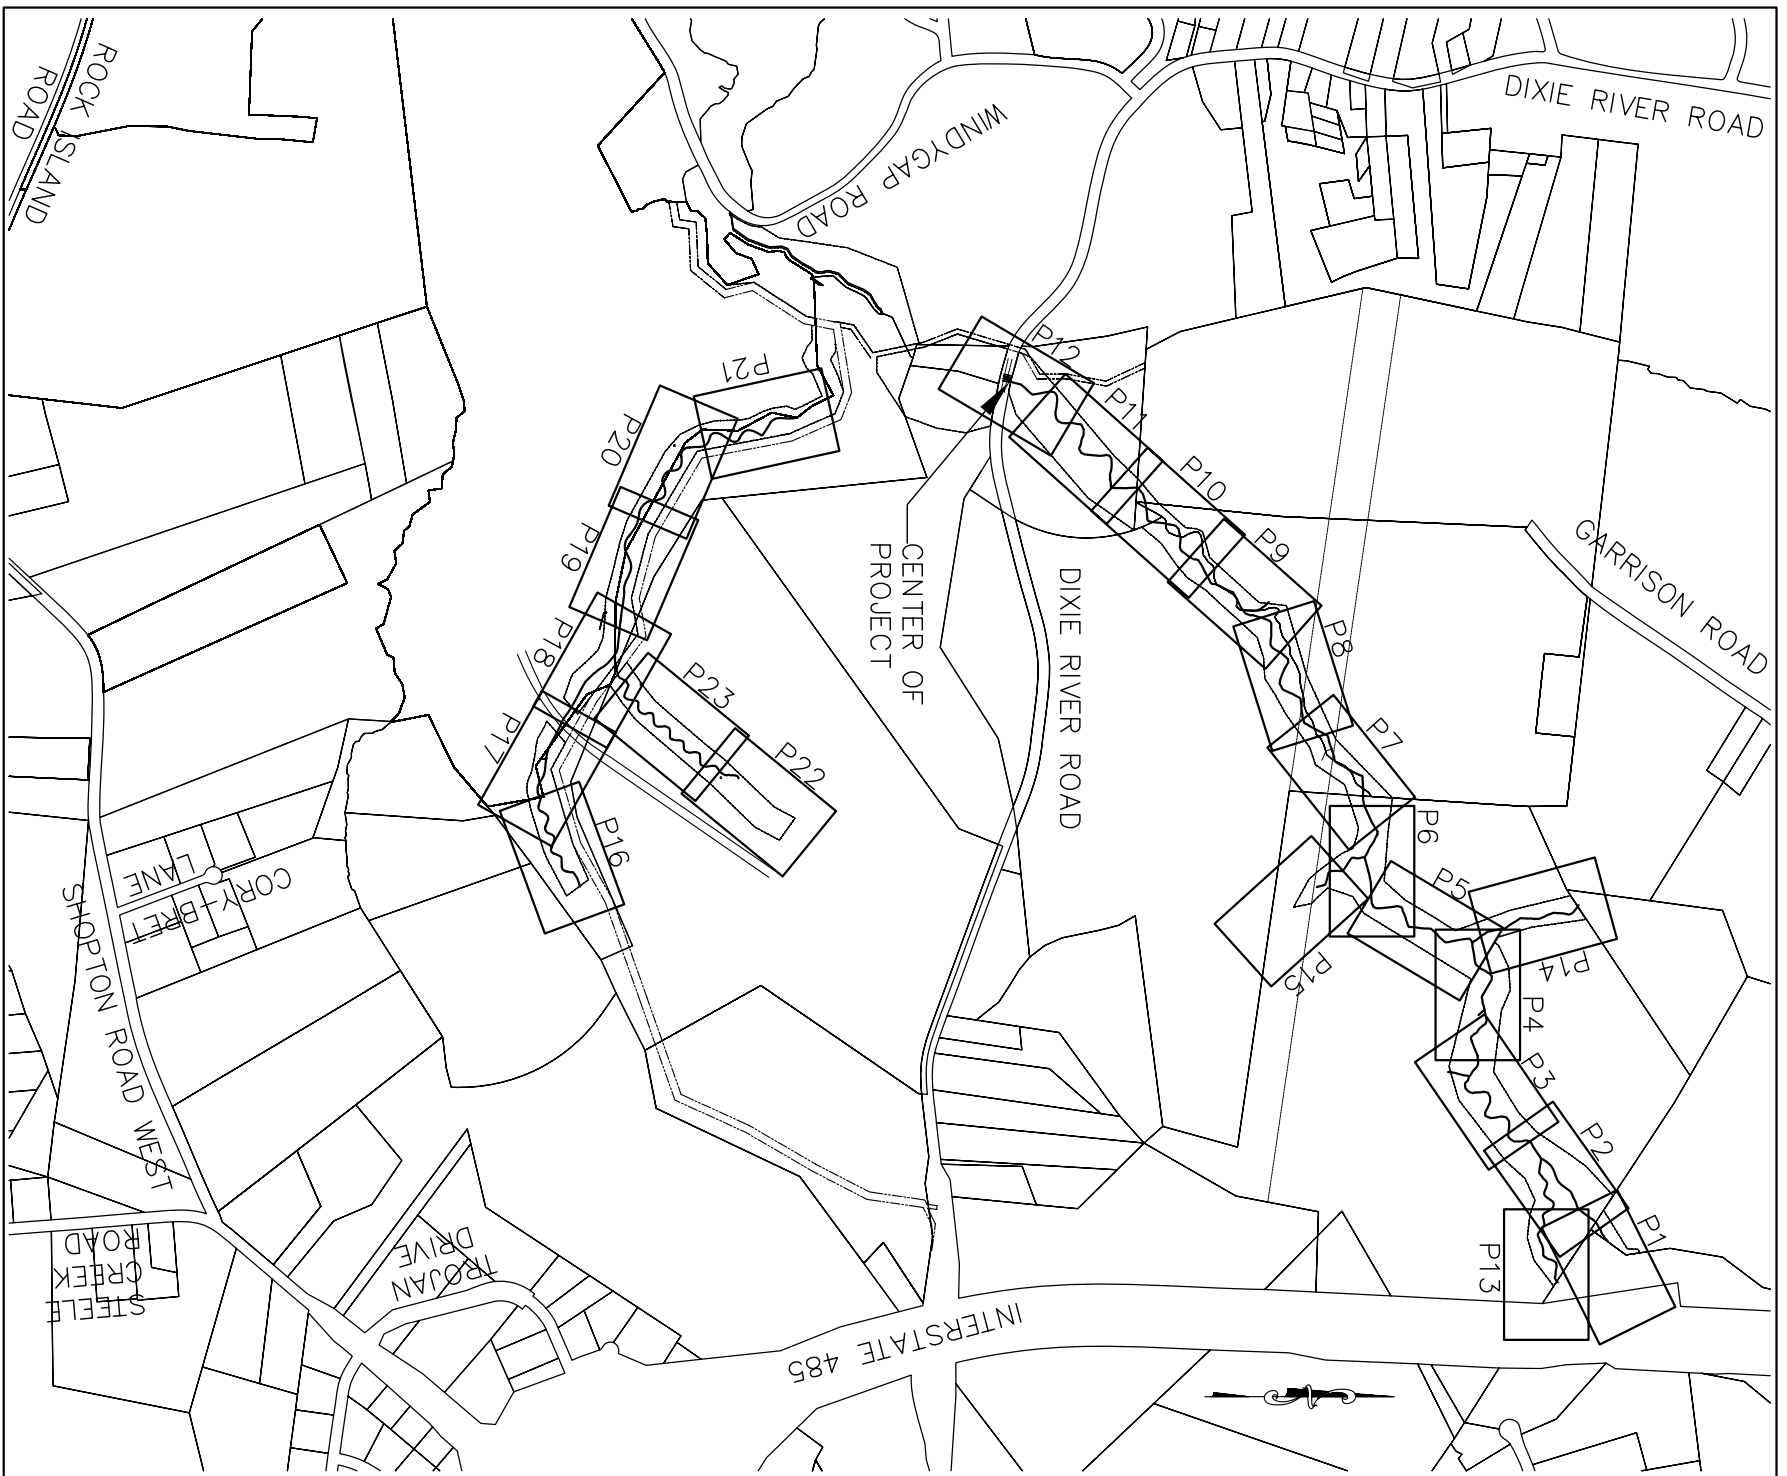 ROCK ISLAND
ROAD
WINDYGAP ROAD
DIXIE RIVER ROAD
GARRISON ROAD
P12
P11
P10
P9
P8
P7
P6
P5
P14
P15
P4
P3
P2
P1
P13
P21
P20
P19
P18
P17
P16
P23
P22
CENTER OF
PROJECT
DIXIE RIVER ROAD
CORY-BRET
LANE
SHOPTON ROAD WEST
STEELE
CREEK
ROAD
TROJAN
DRIVE
INTERSTATE 485